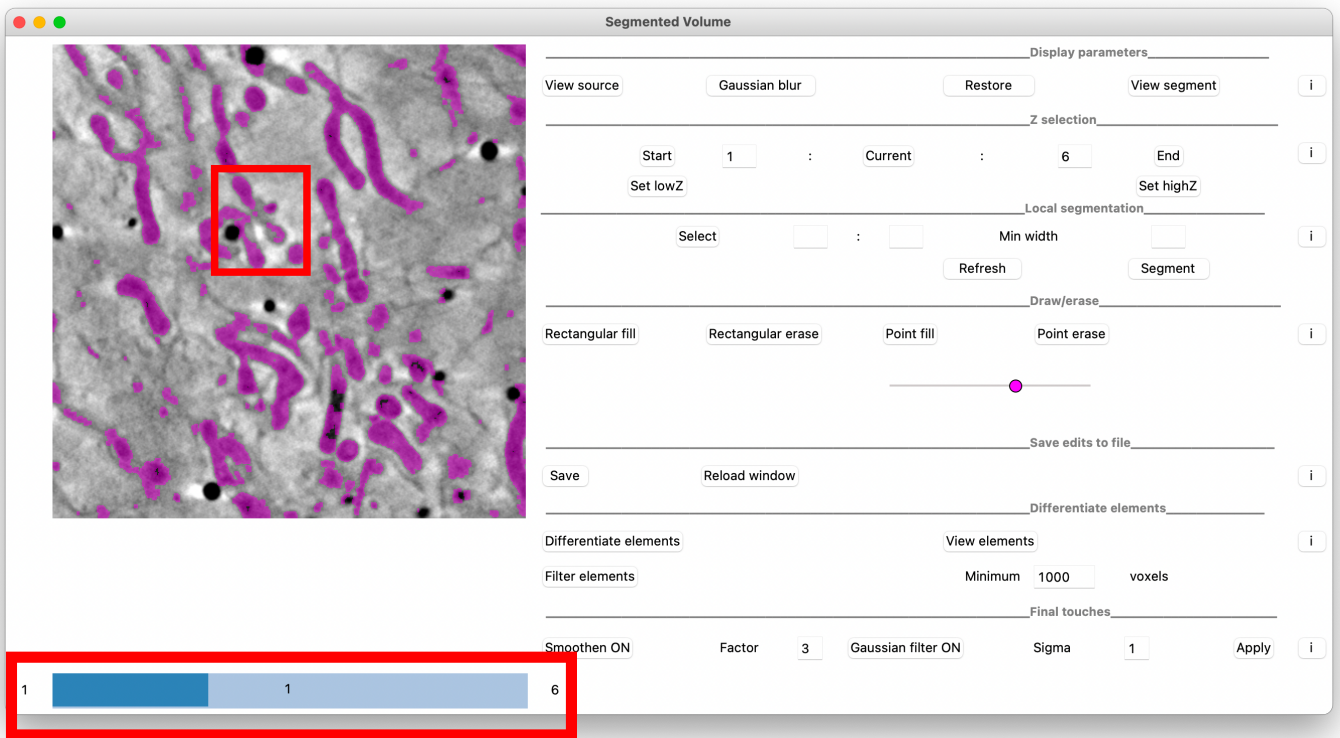 Segmented Volume
Display parameters
View source Gaussian blur Restore View segment i
Z selection
Start 1 : Current : 6 End i
Set lowZ Set highZ
Local segmentation
Select : Min width i
Refresh Segment
Draw/erase
Rectangular fill Rectangular erase Point fill Point erase i
Save edits to file
Save Reload window i
Differentiate elements
Differentiate elements View elements i
Filter elements Minimum 1000 voxels
Final touches
Smoothen ON Factor 3 Gaussian filter ON Sigma 1 Apply i
1 1 6